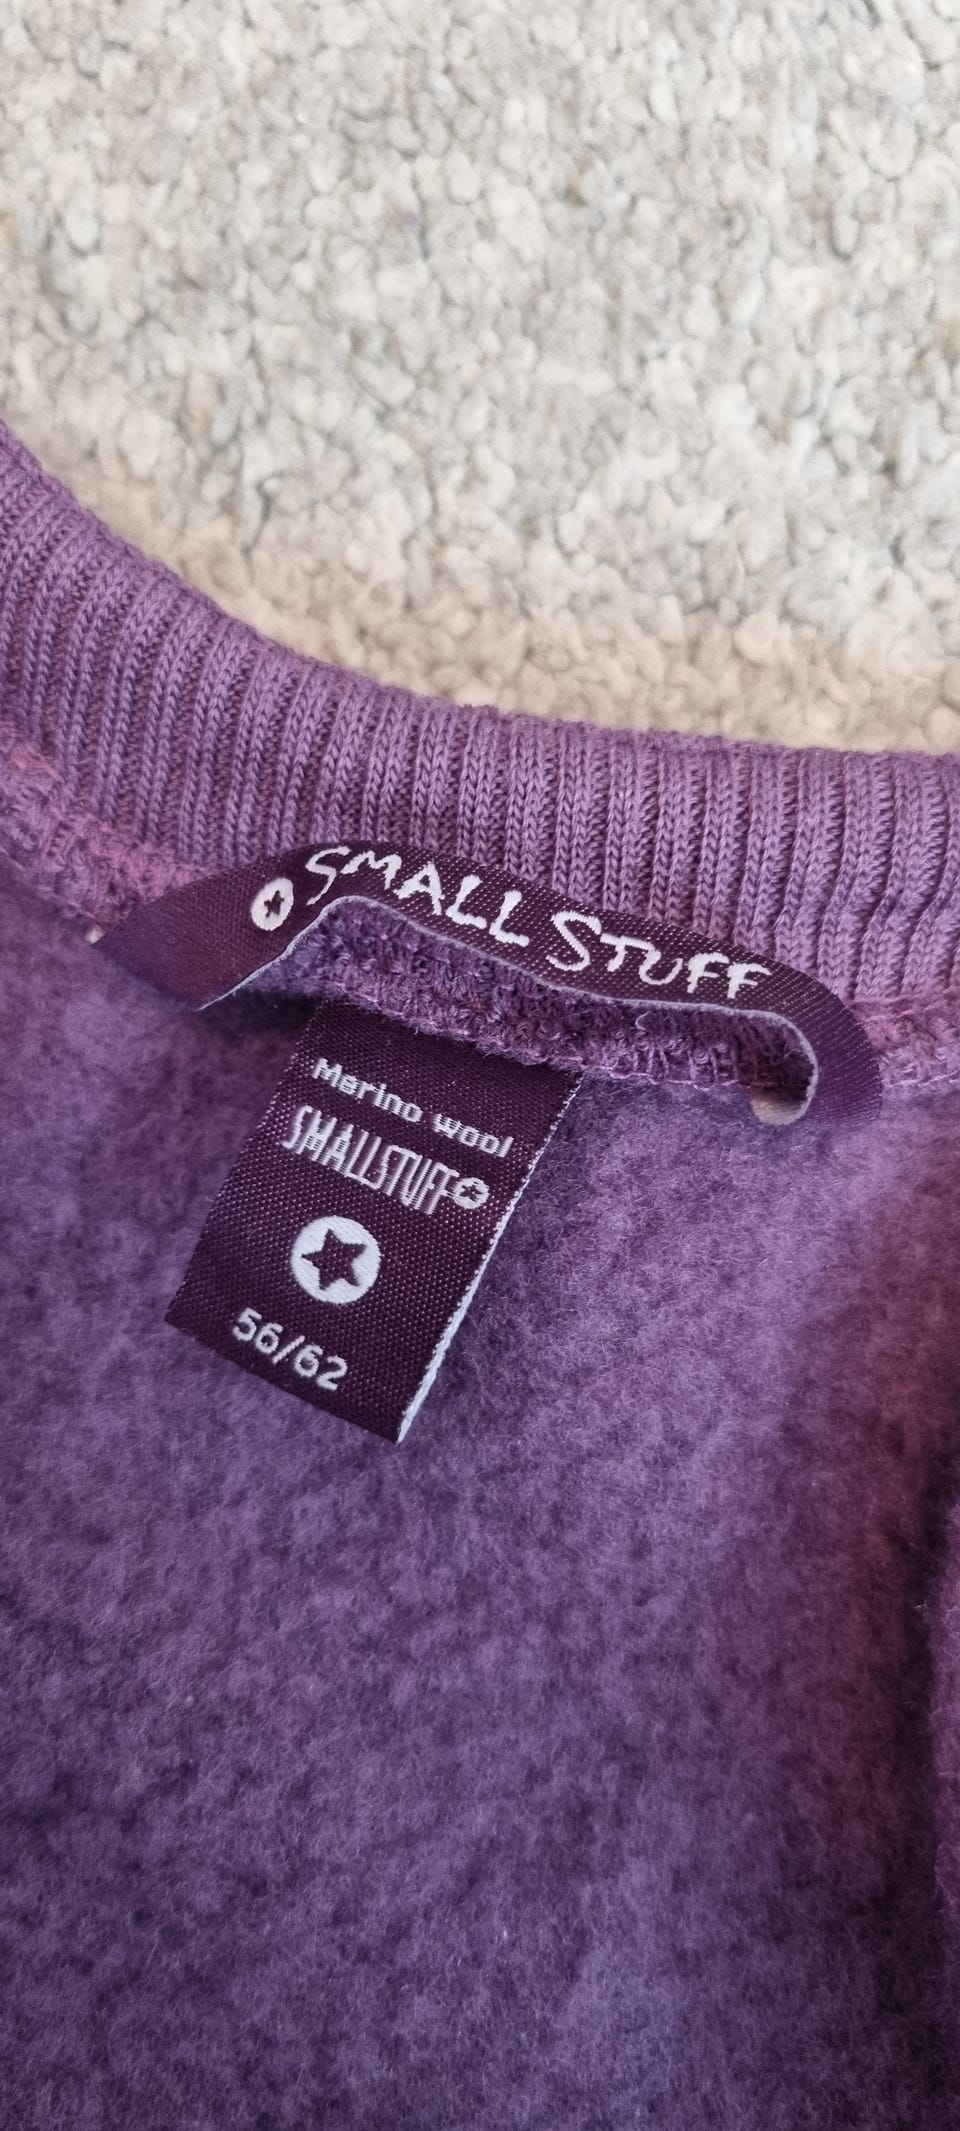 SMALL STUFF
Merino wool
SMALLSTUFF
56/62